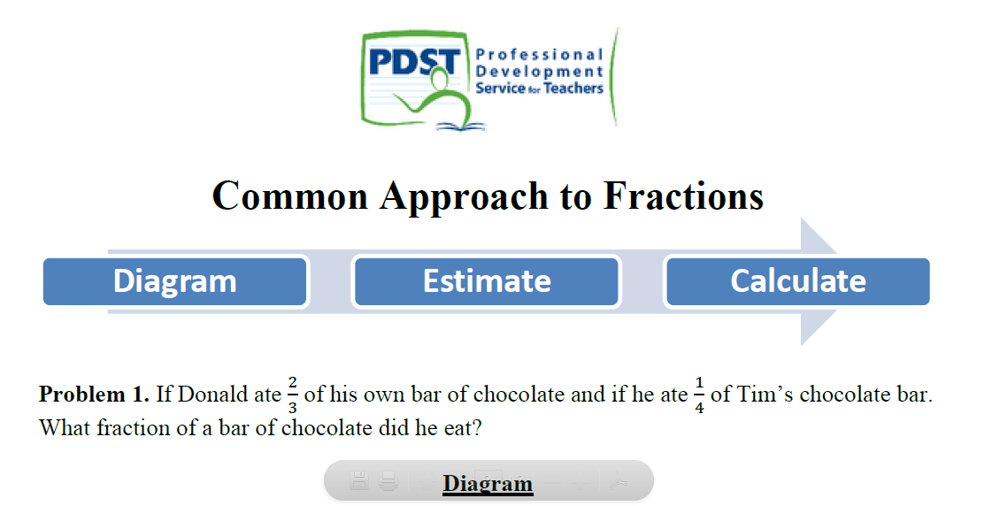 PDST
Professional
Development
Service for Teachers
Common Approach to Fractions
Diagram
Estimate
Calculate
Problem 1. If Donald ate 2/3 of his own bar of chocolate and if he ate 1/4 of Tim’s chocolate bar.
What fraction of a bar of chocolate did he eat?
Diagram